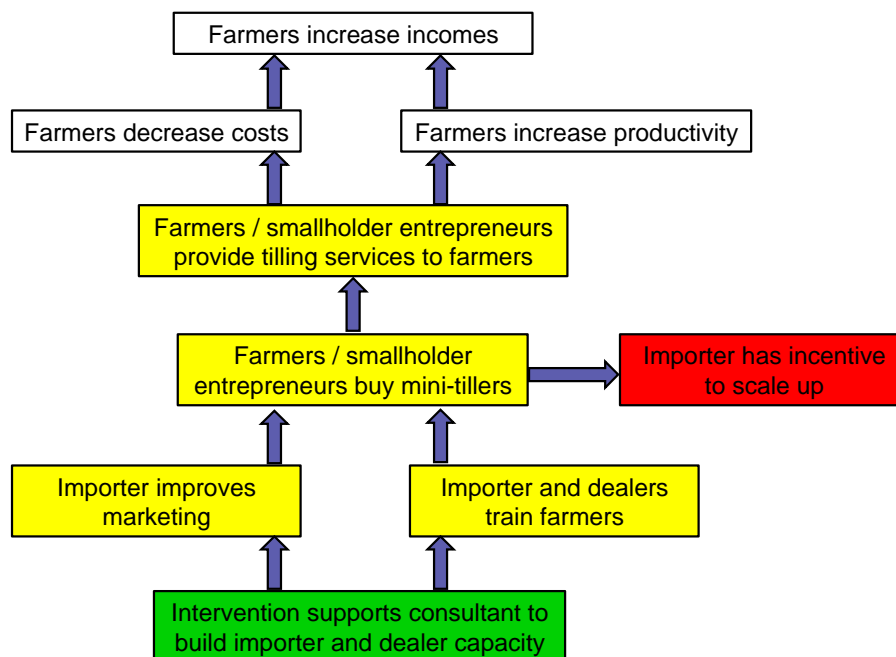 Farmers increase incomes
Farmers decrease costs
Farmers increase productivity
Farmers / smallholder entrepreneurs
provide tilling services to farmers
Farmers / smallholder
entrepreneurs buy mini-tillers
Importer has incentive
to scale up
Importer improves
marketing
Importer and dealers
train farmers
Intervention supports consultant to
build importer and dealer capacity